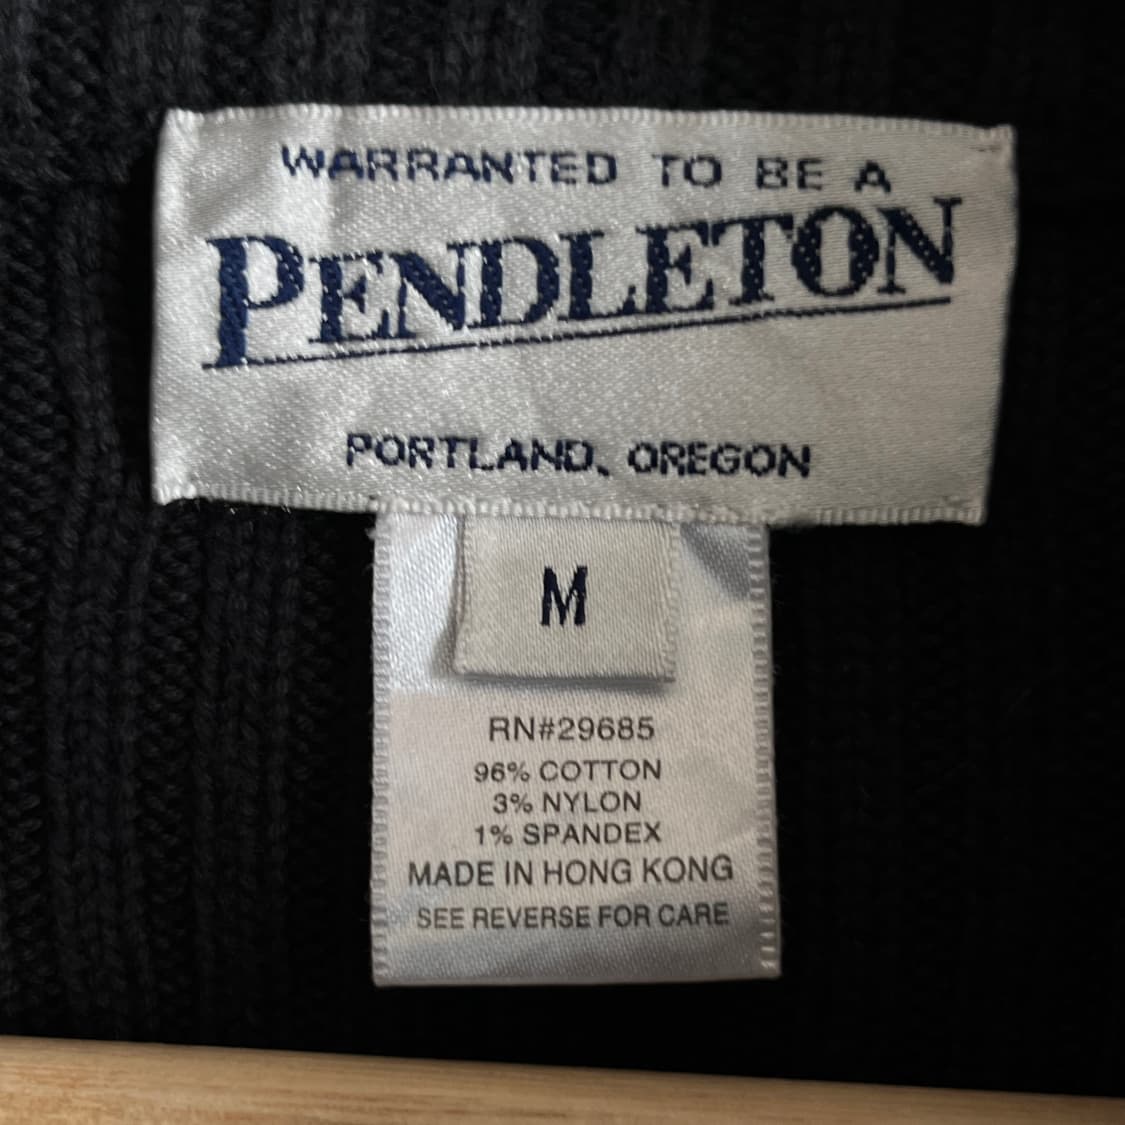 WARRANTED TO BE A
PENDLETON
PORTLAND, OREGON
M
RN#29685
96% COTTON
3% NYLON
1% SPANDEX
MADE IN HONG KONG
SEE REVERSE FOR CARE